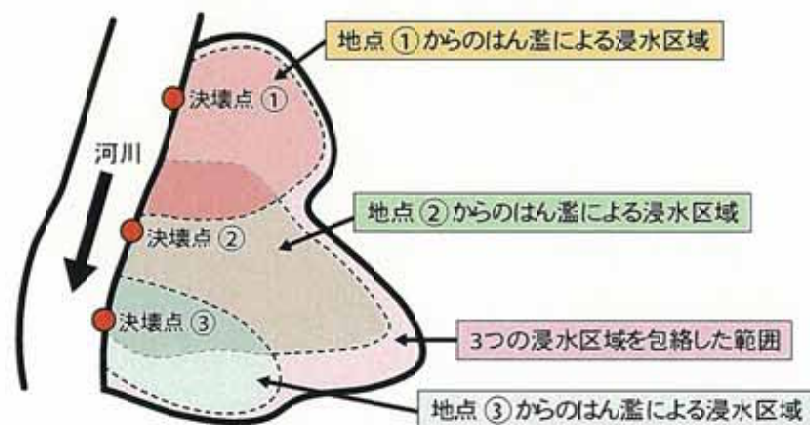 地点①からのはん濫による浸水区域
決壊点①
河川
地点②からのはん濫による浸水区域
決壊点②
決壊点③
3つの浸水区域を包絡した範囲
地点③からのはん濫による浸水区域